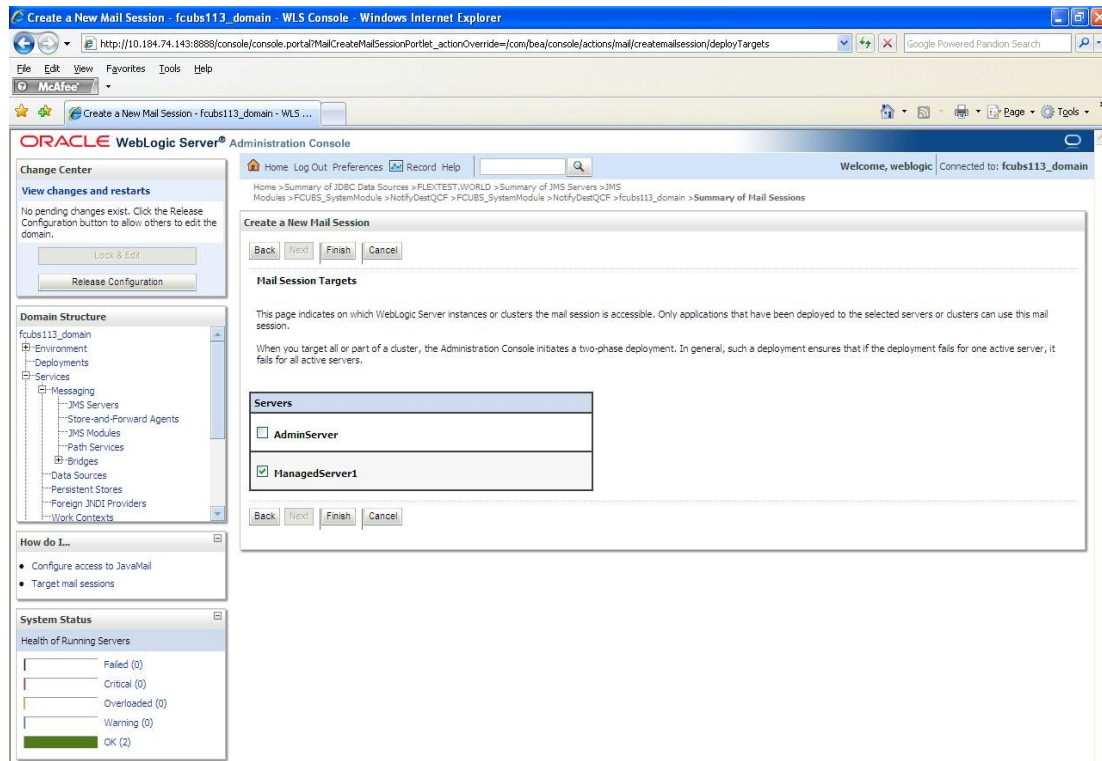 Create a New Mail Session - fcubs113_domain - WLS Console - Windows Internet Explorer
http://10.184.74.143:8888/console/console.portal?MailCreateMailSessionPortlet_actionOverride=/com/bea/console/actions/mail/createmailsession/deployTargets
Google Powered Pandion Search
File Edit View Favorites Tools Help
McAfee
Create a New Mail Session - fcubs113_domain - WLS ...
Page Tools
ORACLE WebLogic Server® Administration Console
Change Center
View changes and restarts
No pending changes exist. Click the Release
Configuration button to allow others to edit the
domain.
Lock & Edit
Release Configuration
Domain Structure
fcubs113_domain
Environment
Deployments
Services
Messaging
JMS Servers
Store-and-Forward Agents
JMS Modules
Path Services
Bridges
Data Sources
Persistent Stores
Foreign JNDI Providers
Work Contexts
How do I...
Configure access to JavaMail
Target mail sessions
System Status
Health of Running Servers
Failed (0)
Critical (0)
Overloaded (0)
Warning (0)
OK (2)
Home Log Out Preferences Record Help
Welcome, weblogic Connected to: fcubs113_domain
Home >Summary of JDBC Data Sources >FLEXTEST.WORLD >Summary of JMS Servers >JMS
Modules >FCUBS_SystemModule >NotifyDestQCF >FCUBS_SystemModule >NotifyDestQCF >fcubs113_domain >Summary of Mail Sessions
Create a New Mail Session
Back Next Finish Cancel
Mail Session Targets
This page indicates on which WebLogic Server instances or clusters the mail session is accessible. Only applications that have been deployed to the selected servers or clusters can use this mail
session.
When you target all or part of a cluster, the Administration Console initiates a two-phase deployment. In general, such a deployment ensures that if the deployment fails for one active server, it
fails for all active servers.
Servers
AdminServer
ManagedServer1
Back Next Finish Cancel